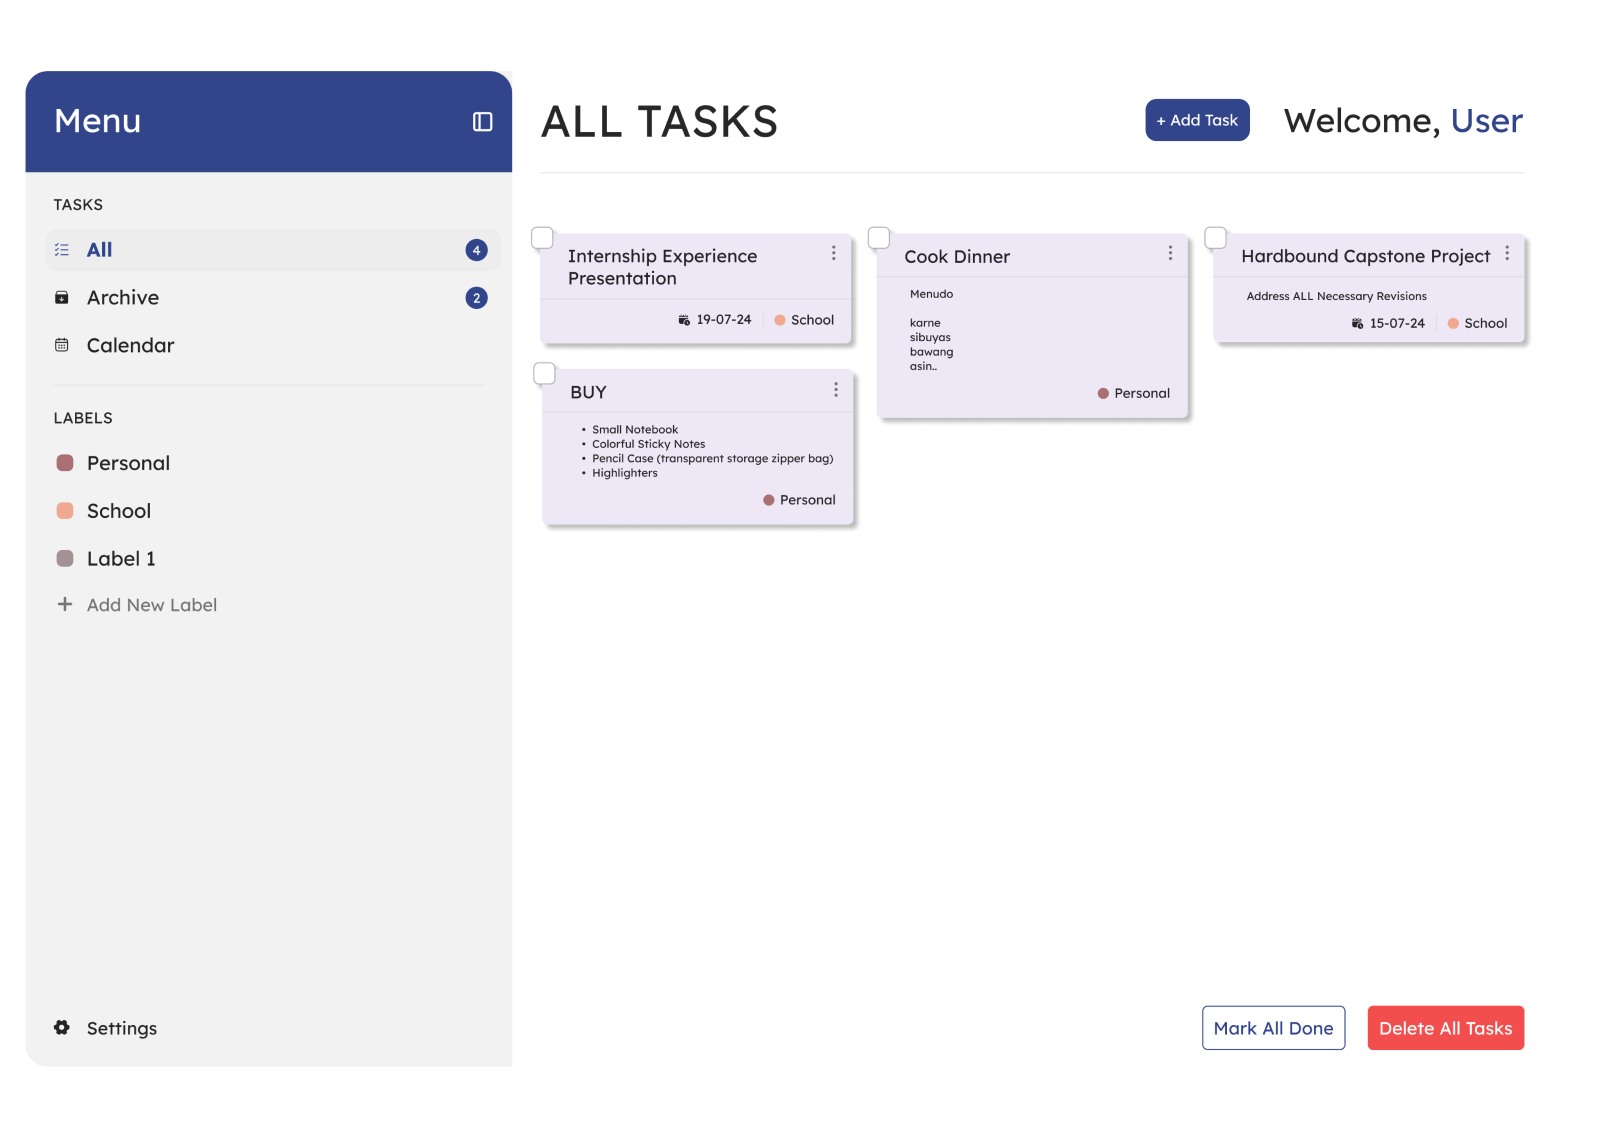 Menu
TASKS
All
4
Archive
2
Calendar
LABELS
Personal
School
Label 1
Add New Label
Settings
ALL TASKS
+ Add Task
Welcome, User
Internship Experience
Presentation
19-07-24
School
BUY
• Small Notebook
• Colorful Sticky Notes
• Pencil Case (transparent storage zipper bag)
• Highlighters
Personal
Cook Dinner
Menudo
karne
sibuyas
bawang
asin..
Personal
Hardbound Capstone Project
Address ALL Necessary Revisions
15-07-24
School
Mark All Done
Delete All Tasks